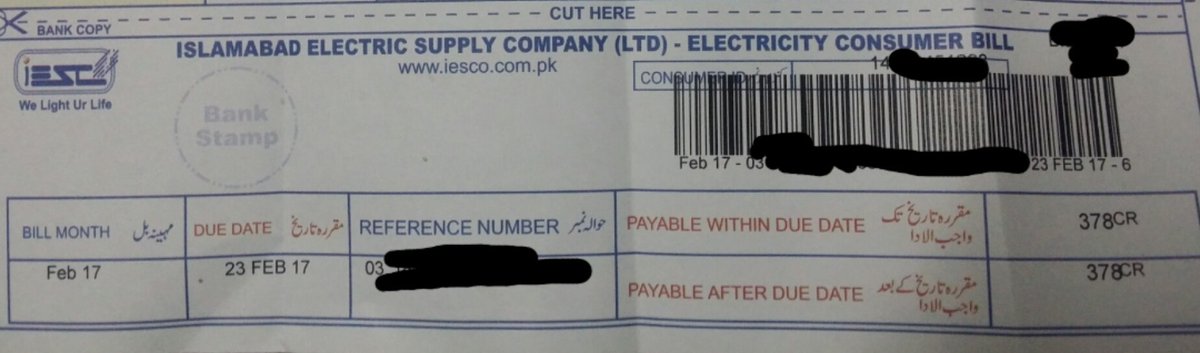 CUT HERE
BANK COPY
ISLAMABAD ELECTRIC SUPPLY COMPANY (LTD) - ELECTRICITY CONSUMER BILL
www.iesco.com.pk
iESCO
We Light Ur Life
Bank
Stamp
14
CONSUMER ID
Feb 17 - 03
23 FEB 17 - 6
BILL MONTH مہینہ بل
DUE DATE مقررہ تاریخ
REFERENCE NUMBER حوالہ نمبر
PAYABLE WITHIN DUE DATE مقررہ تاریخ تک
واجب الادا
378CR
Feb 17
23 FEB 17
03
PAYABLE AFTER DUE DATE مقررہ تاریخ کے بعد
واجب الادا
378CR